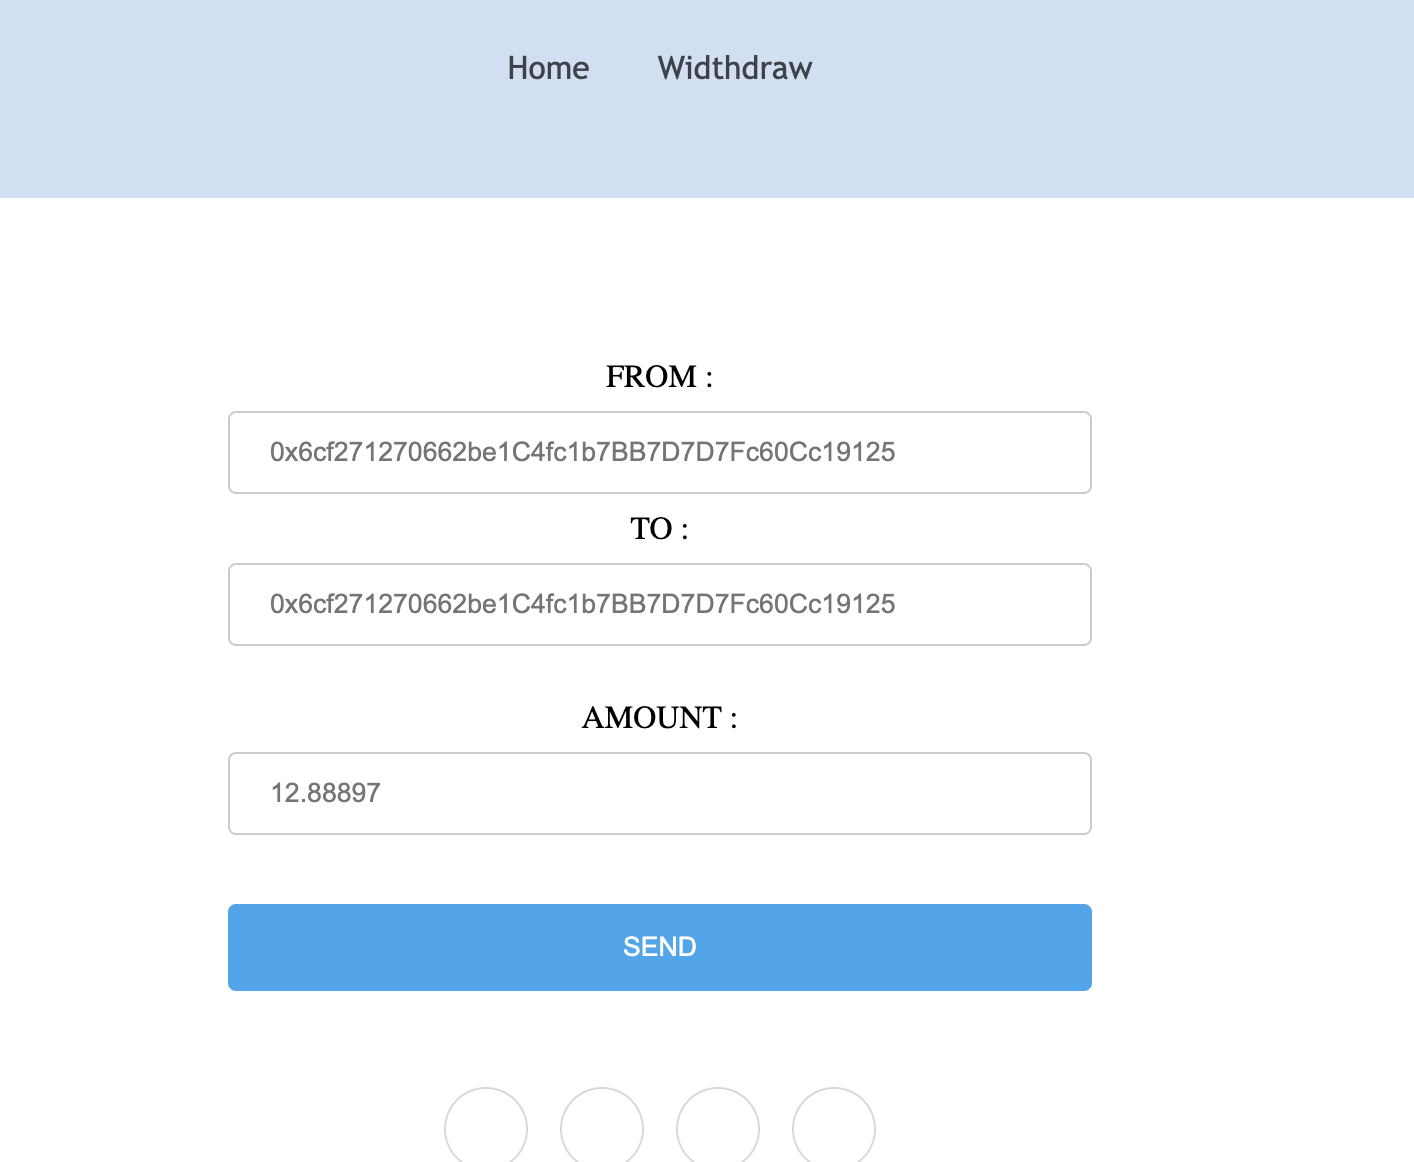 Home Widthdraw
FROM :
0x6cf271270662be1C4fc1b7BB7D7D7Fc60Cc19125
TO :
0x6cf271270662be1C4fc1b7BB7D7D7Fc60Cc19125
AMOUNT :
12.88897
SEND